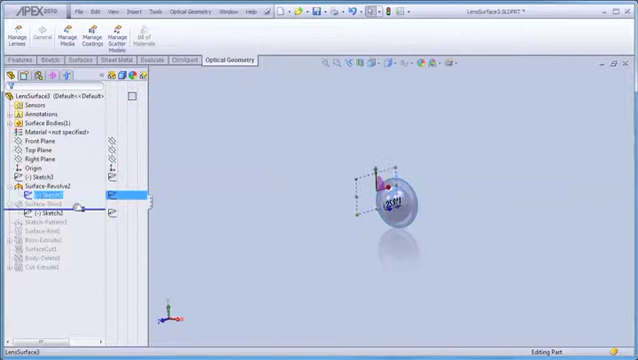 APEX 2010 File Edit View Insert Tools Optical Geometry Window Help LensSurface3.SLDPRT
Manage Lenses General Manage Media Manage Coatings Manage Scatter Models Bill of Materials
Features Sketch Surfaces Sheet Metal Evaluate DimXpert Optical Geometry
LensSurface3 (Default<<Default>
Sensors
Annotations
Surface Bodies(1)
Material <not specified>
Front Plane
Top Plane
Right Plane
Origin
(-) Sketch3
Surface-Revolve2
Surface-Trim1
(-) Sketch2
Sketch-Pattern1
Surface-Knit1
Boss-Extrude1
SurfaceCut1
Body-Delete1
Cut-Extrude1
LensSurface3 Editing Part